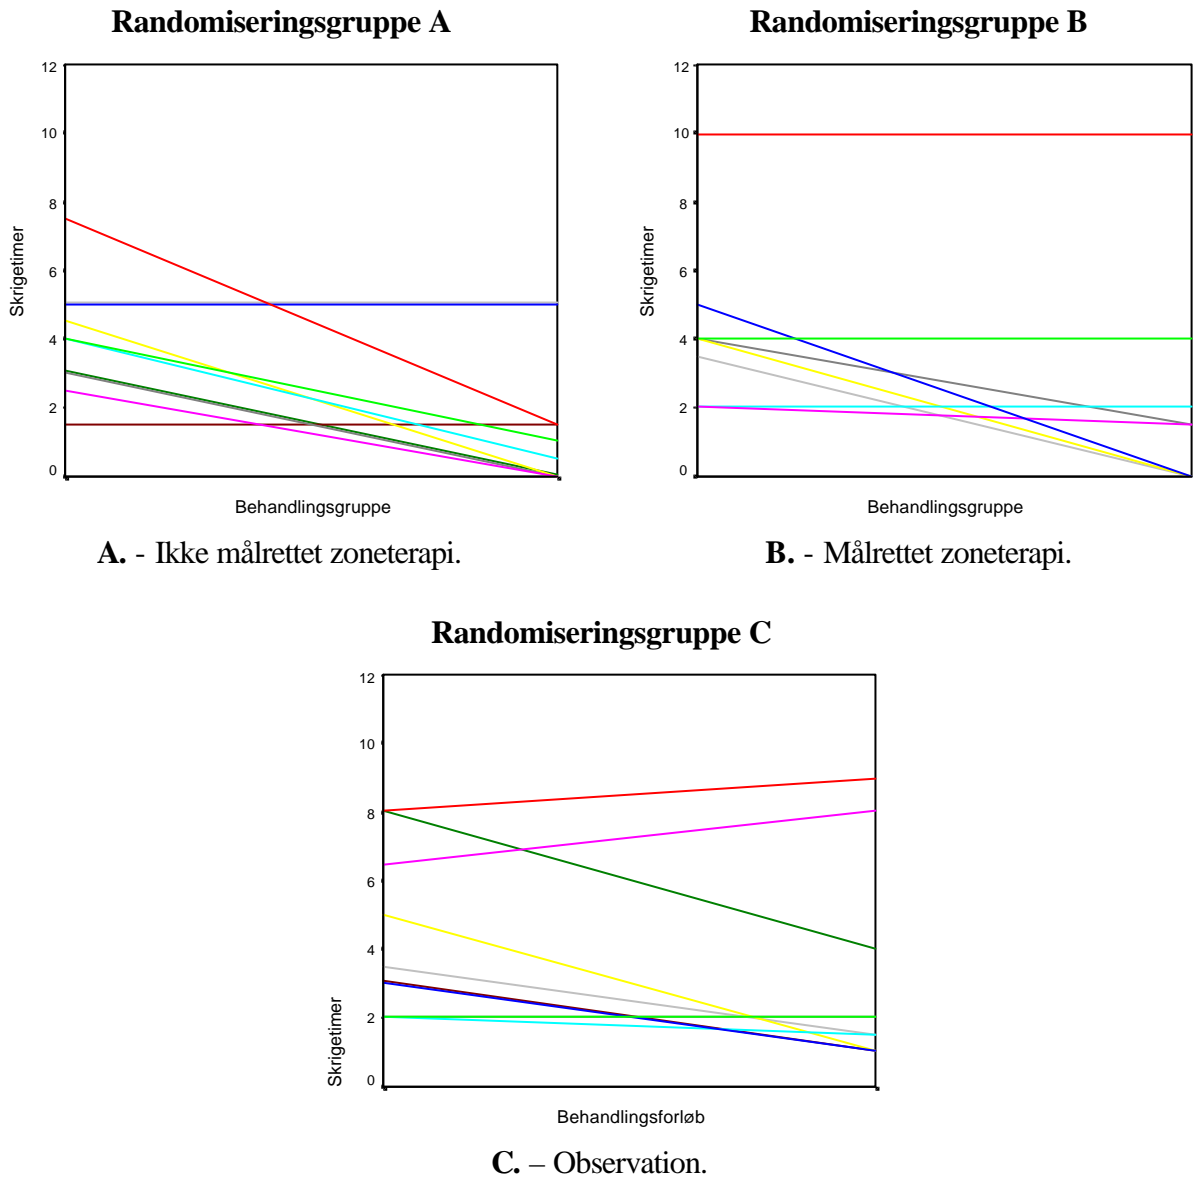 Randomiseringsgruppe A
Randomiseringsgruppe B
12
10
8
6
4
2
0
Skrigetimer
Behandlingsgruppe
12
10
8
6
4
2
0
Skrigetimer
Behandlingsgruppe
A. - Ikke målrettet zoneterapi.
B. - Målrettet zoneterapi.
Randomiseringsgruppe C
12
10
8
6
4
2
0
Skrigetimer
Behandlingsforløb
C. – Observation.